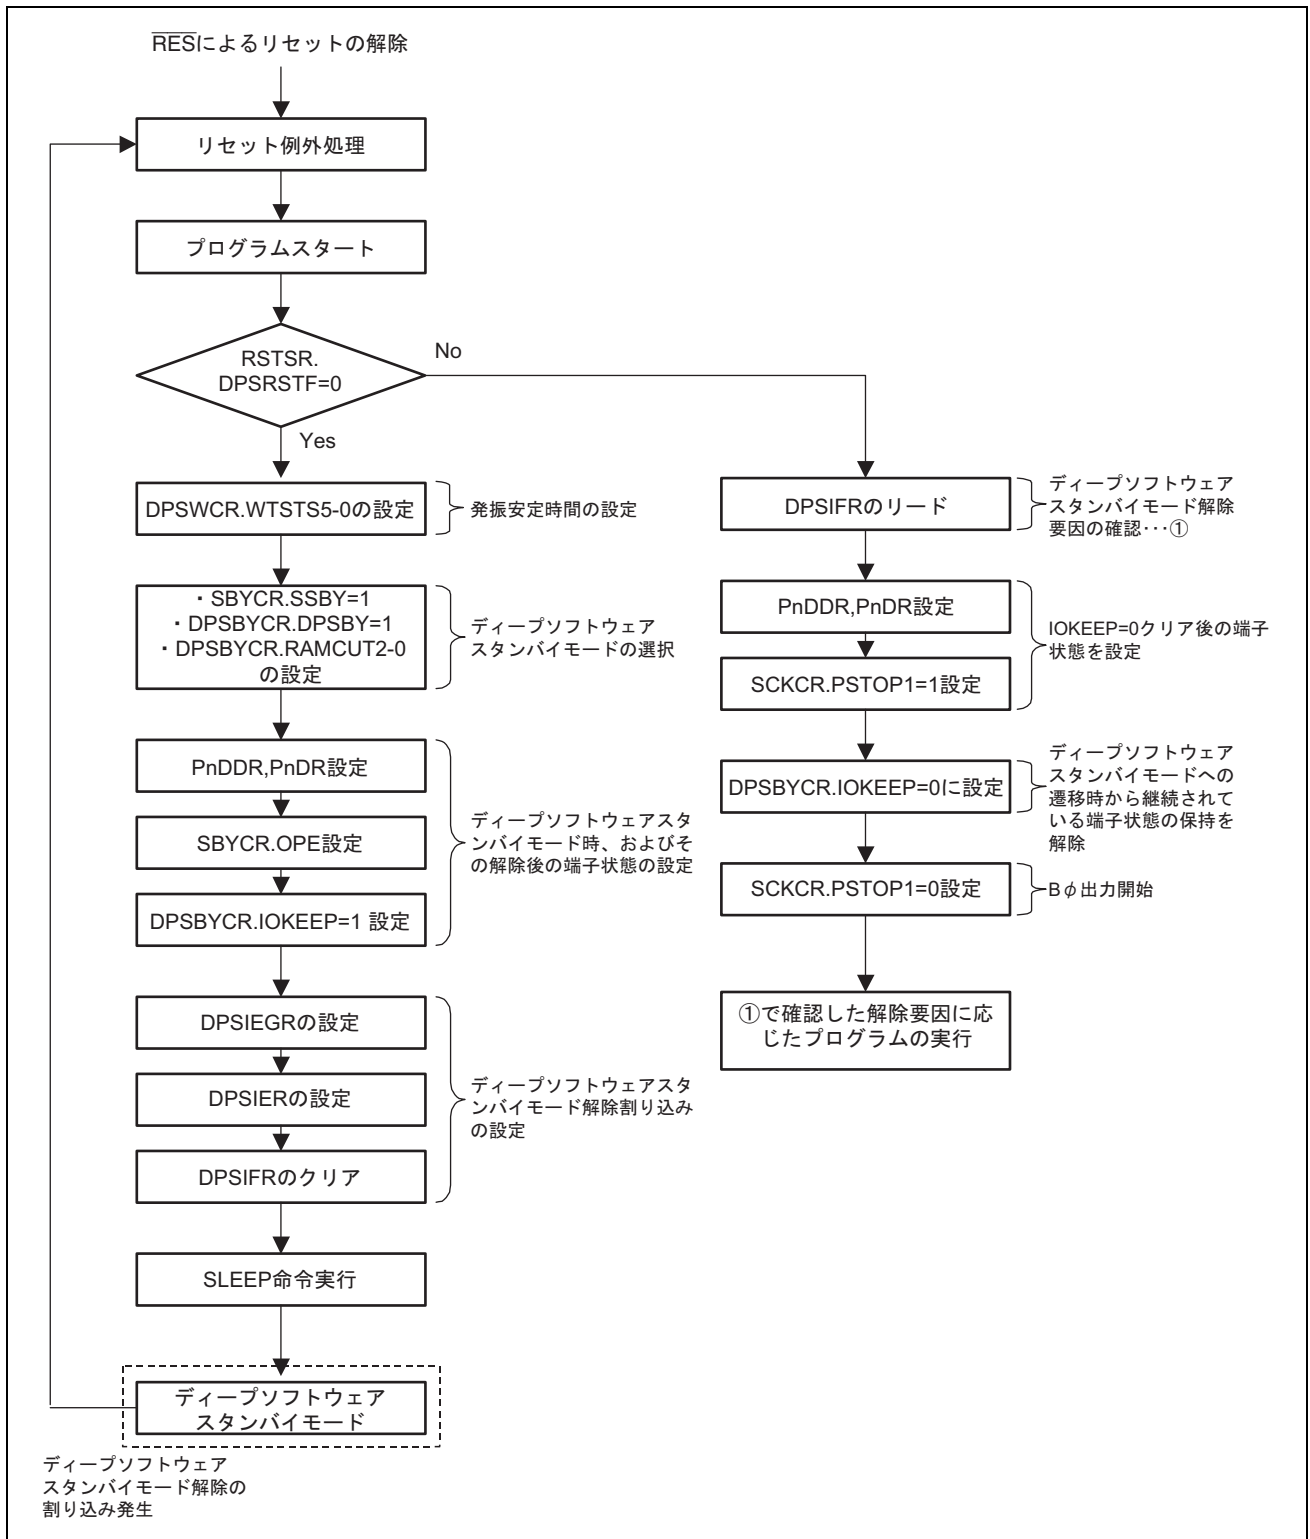 RESによるリセットの解除
リセット例外処理
プログラムスタート
RSTSR.
DPSRSTF=0
No
Yes
DPSWCR.WTSTS5-0の設定
発振安定時間の設定
・SBYCR.SSBY=1
・DPSBYCR.DPSBY=1
・DPSBYCR.RAMCUT2-0
の設定
ディープソフトウェア
スタンバイモードの選択
PnDDR,PnDR設定
SBYCR.OPE設定
DPSBYCR.IOKEEP=1 設定
ディープソフトウェアスタ
ンバイモード時、およびそ
の解除後の端子状態の設定
DPSIEGRの設定
DPSIERの設定
DPSIFRのクリア
ディープソフトウェアスタ
ンバイモード解除割り込み
の設定
SLEEP命令実行
ディープソフトウェア
スタンバイモード
ディープソフトウェア
スタンバイモード解除の
割り込み発生
DPSIFRのリード
ディープソフトウェア
スタンバイモード解除
要因の確認･･･①
PnDDR,PnDR設定
SCKCR.PSTOP1=1設定
IOKEEP=0クリア後の端子
状態を設定
DPSBYCR.IOKEEP=0に設定
ディープソフトウェア
スタンバイモードへの
遷移時から継続されて
いる端子状態の保持を
解除
SCKCR.PSTOP1=0設定
Bφ出力開始
①で確認した解除要因に応
じたプログラムの実行